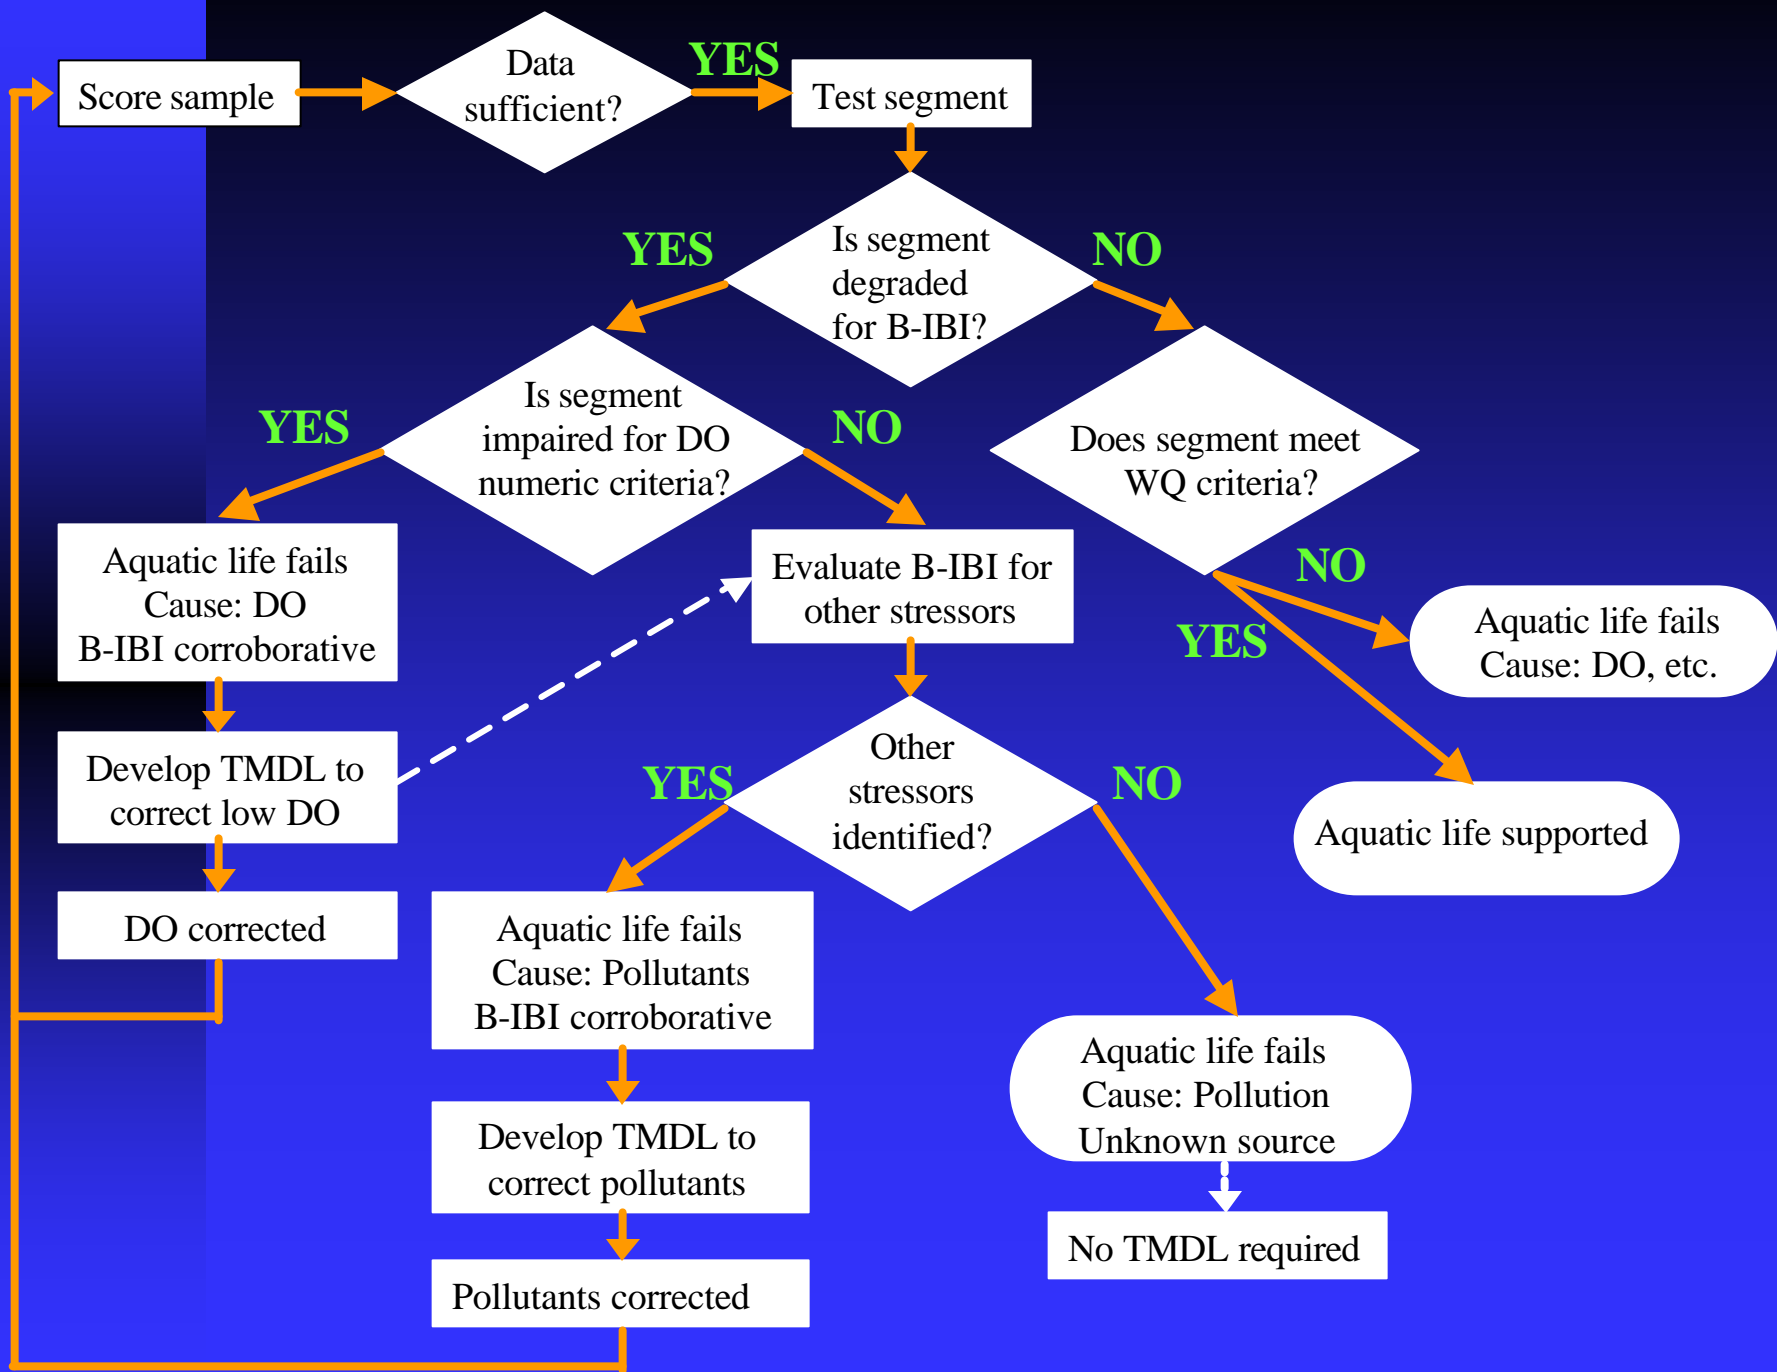 Score sample
Data
sufficient?
YES
Test segment
Is segment
degraded
for B-IBI?
YES
NO
Is segment
impaired for DO
numeric criteria?
YES
NO
Does segment meet
WQ criteria?
NO
YES
Aquatic life fails
Cause: DO
B-IBI corroborative
Evaluate B-IBI for
other stressors
Aquatic life fails
Cause: DO, etc.
Develop TMDL to
correct low DO
Other
stressors
identified?
YES
NO
Aquatic life supported
DO corrected
Aquatic life fails
Cause: Pollutants
B-IBI corroborative
Aquatic life fails
Cause: Pollution
Unknown source
Develop TMDL to
correct pollutants
No TMDL required
Pollutants corrected